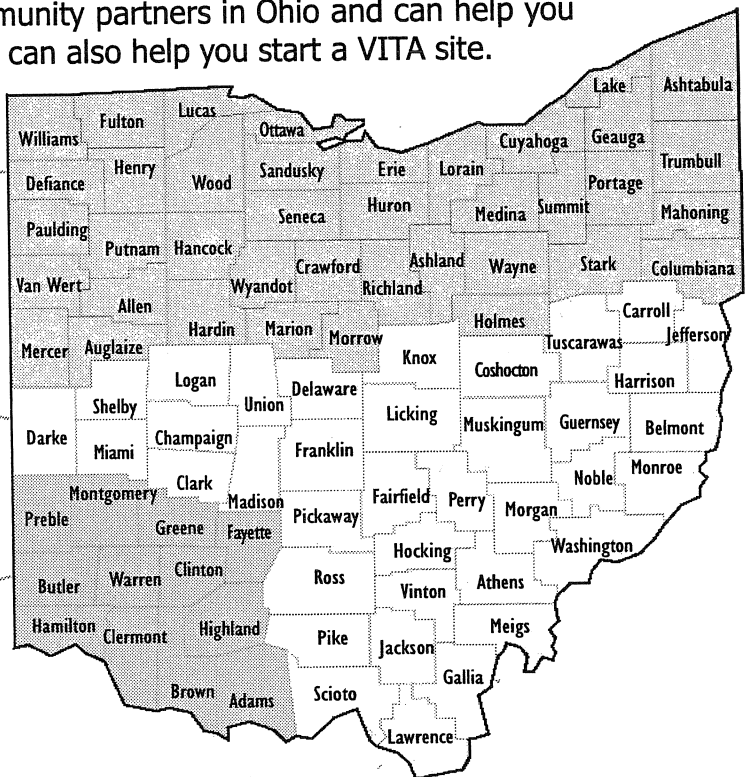 munity partners in Ohio and can help you
can also help you start a VITA site.
Williams
Fulton
Lucas
Ottawa
Lake
Ashtabula
Cuyahoga
Geauga
Defiance
Henry
Wood
Sandusky
Erie
Lorain
Trumbull
Portage
Paulding
Seneca
Huron
Medina
Summit
Mahoning
Putnam
Hancock
Van Wert
Wyandot
Crawford
Richland
Ashland
Wayne
Stark
Columbiana
Allen
Mercer
Auglaize
Hardin
Marion
Morrow
Holmes
Carroll
Tuscarawas
Jefferson
Knox
Coshocton
Harrison
Logan
Union
Delaware
Shelby
Licking
Muskingum
Guernsey
Belmont
Darke
Miami
Champaign
Franklin
Clark
Noble
Monroe
Montgomery
Madison
Fairfield
Perry
Morgan
Preble
Greene
Fayette
Pickaway
Hocking
Washington
Butler
Warren
Clinton
Ross
Vinton
Athens
Hamilton
Clermont
Highland
Pike
Jackson
Meigs
Brown
Adams
Scioto
Gallia
Lawrence